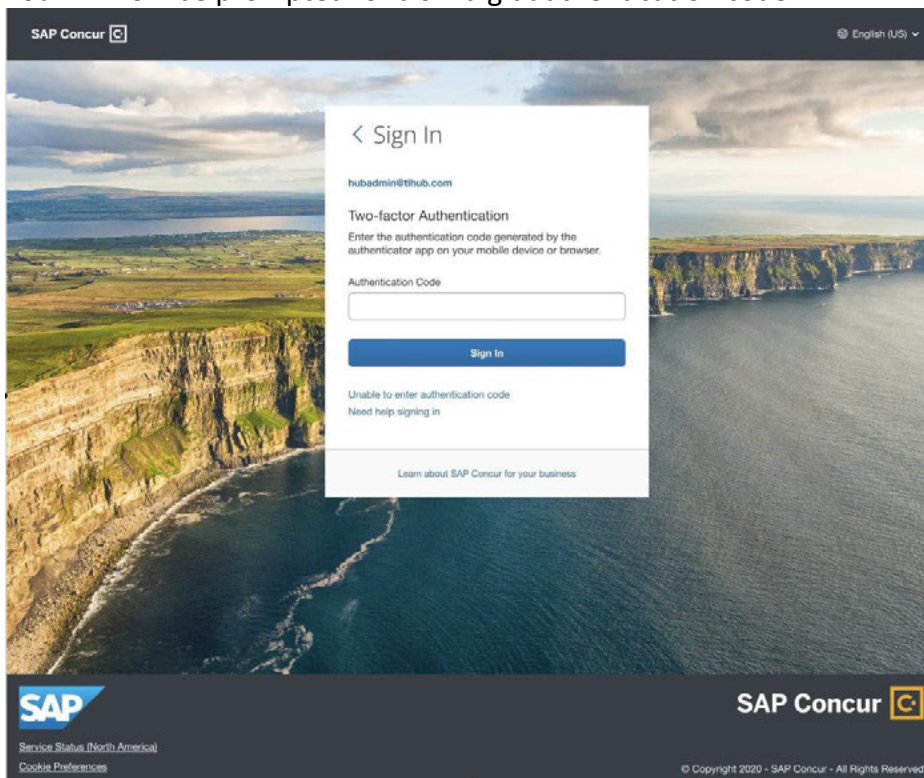 SAP Concur C
English (US)
Sign In
hubadmin@tlhub.com
Two-factor Authentication
Enter the authentication code generated by the
authenticator app on your mobile device or browser.
Authentication Code
Sign In
Unable to enter authentication code
Need help signing in
Learn about SAP Concur for your business
SAP
SAP Concur C
Service Status (North America)
Cookie Preferences
© Copyright 2020 - SAP Concur - All Rights Reserved